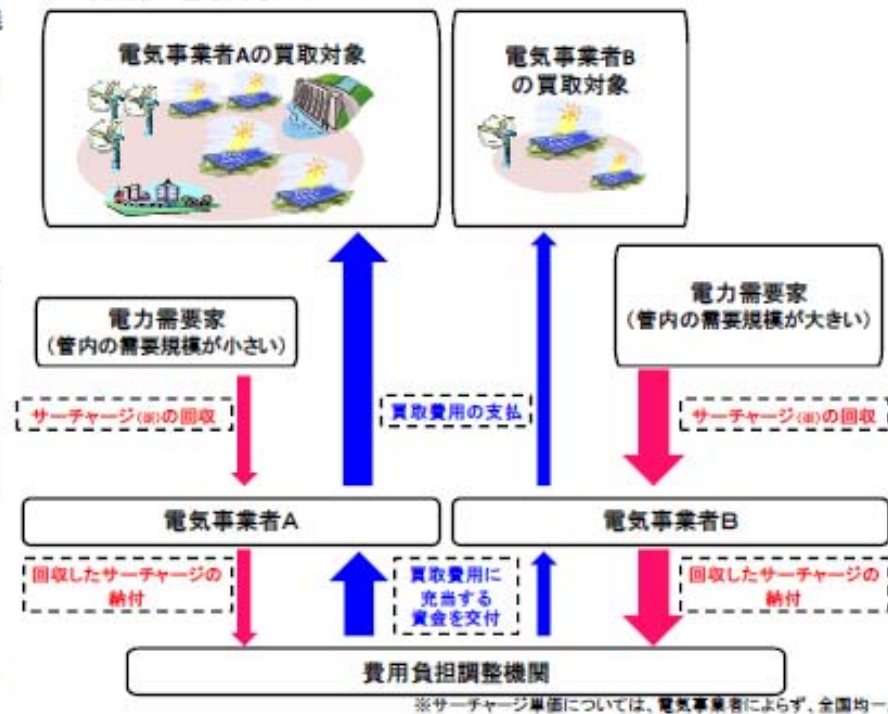 電気事業者Aの買取対象
電気事業者B
の買取対象
電力需要家
(管内の需要規模が小さい)
電力需要家
(管内の需要規模が大きい)
サーチャージ(※)の回収
買取費用の支払
サーチャージ(※)の回収
電気事業者A
電気事業者B
回収したサーチャージの
納付
買取費用に
充当する
資金を交付
回収したサーチャージの
納付
費用負担調整機関
※サーチャージ単価については、電気事業者によらず、全国均一